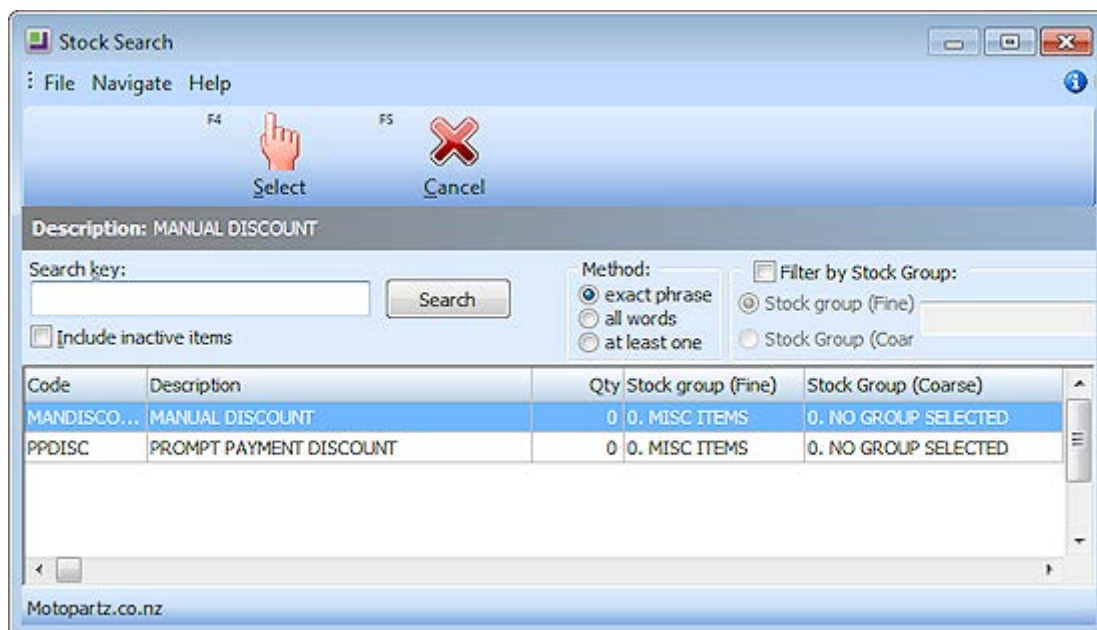 Stock Search
File Navigate Help
F4 F5
Select Cancel
Description: MANUAL DISCOUNT
Search key:
Search
Include inactive items
Method:
exact phrase
all words
at least one
Filter by Stock Group:
Stock group (Fine)
Stock Group (Coar
Code Description Qty Stock group (Fine) Stock Group (Coarse)
MANDISCO... MANUAL DISCOUNT 0 0. MISC ITEMS 0. NO GROUP SELECTED
PPDISC PROMPT PAYMENT DISCOUNT 0 0. MISC ITEMS 0. NO GROUP SELECTED
Motopartz.co.nz